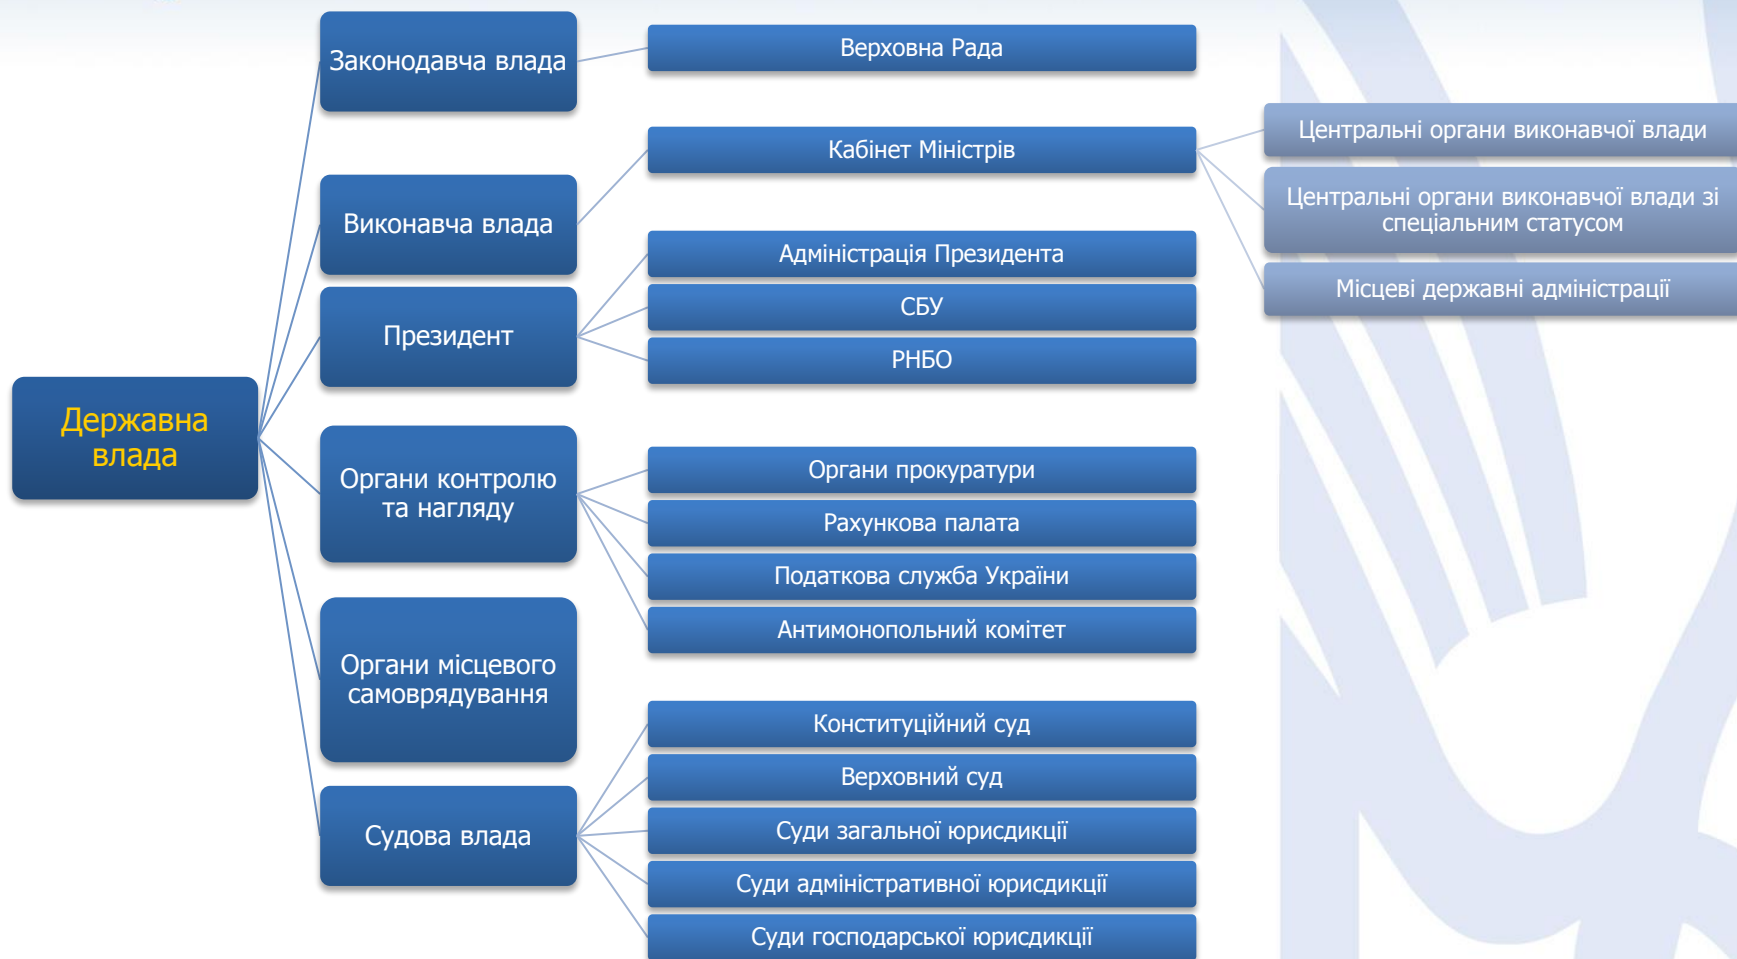 Законодавча влада
Верховна Рада
Виконавча влада
Кабінет Міністрів
Центральні органи виконавчої влади
Центральні органи виконавчої влади зі
спеціальним статусом
Місцеві державні адміністрації
Президент
Адміністрація Президента
СБУ
РНБО
Державна
влада
Органи контролю
та нагляду
Органи прокуратури
Рахункова палата
Податкова служба України
Антимонопольний комітет
Органи місцевого
самоврядування
Судова влада
Конституційний суд
Верховний суд
Суди загальної юрисдикції
Суди адміністративної юрисдикції
Суди господарської юрисдикції